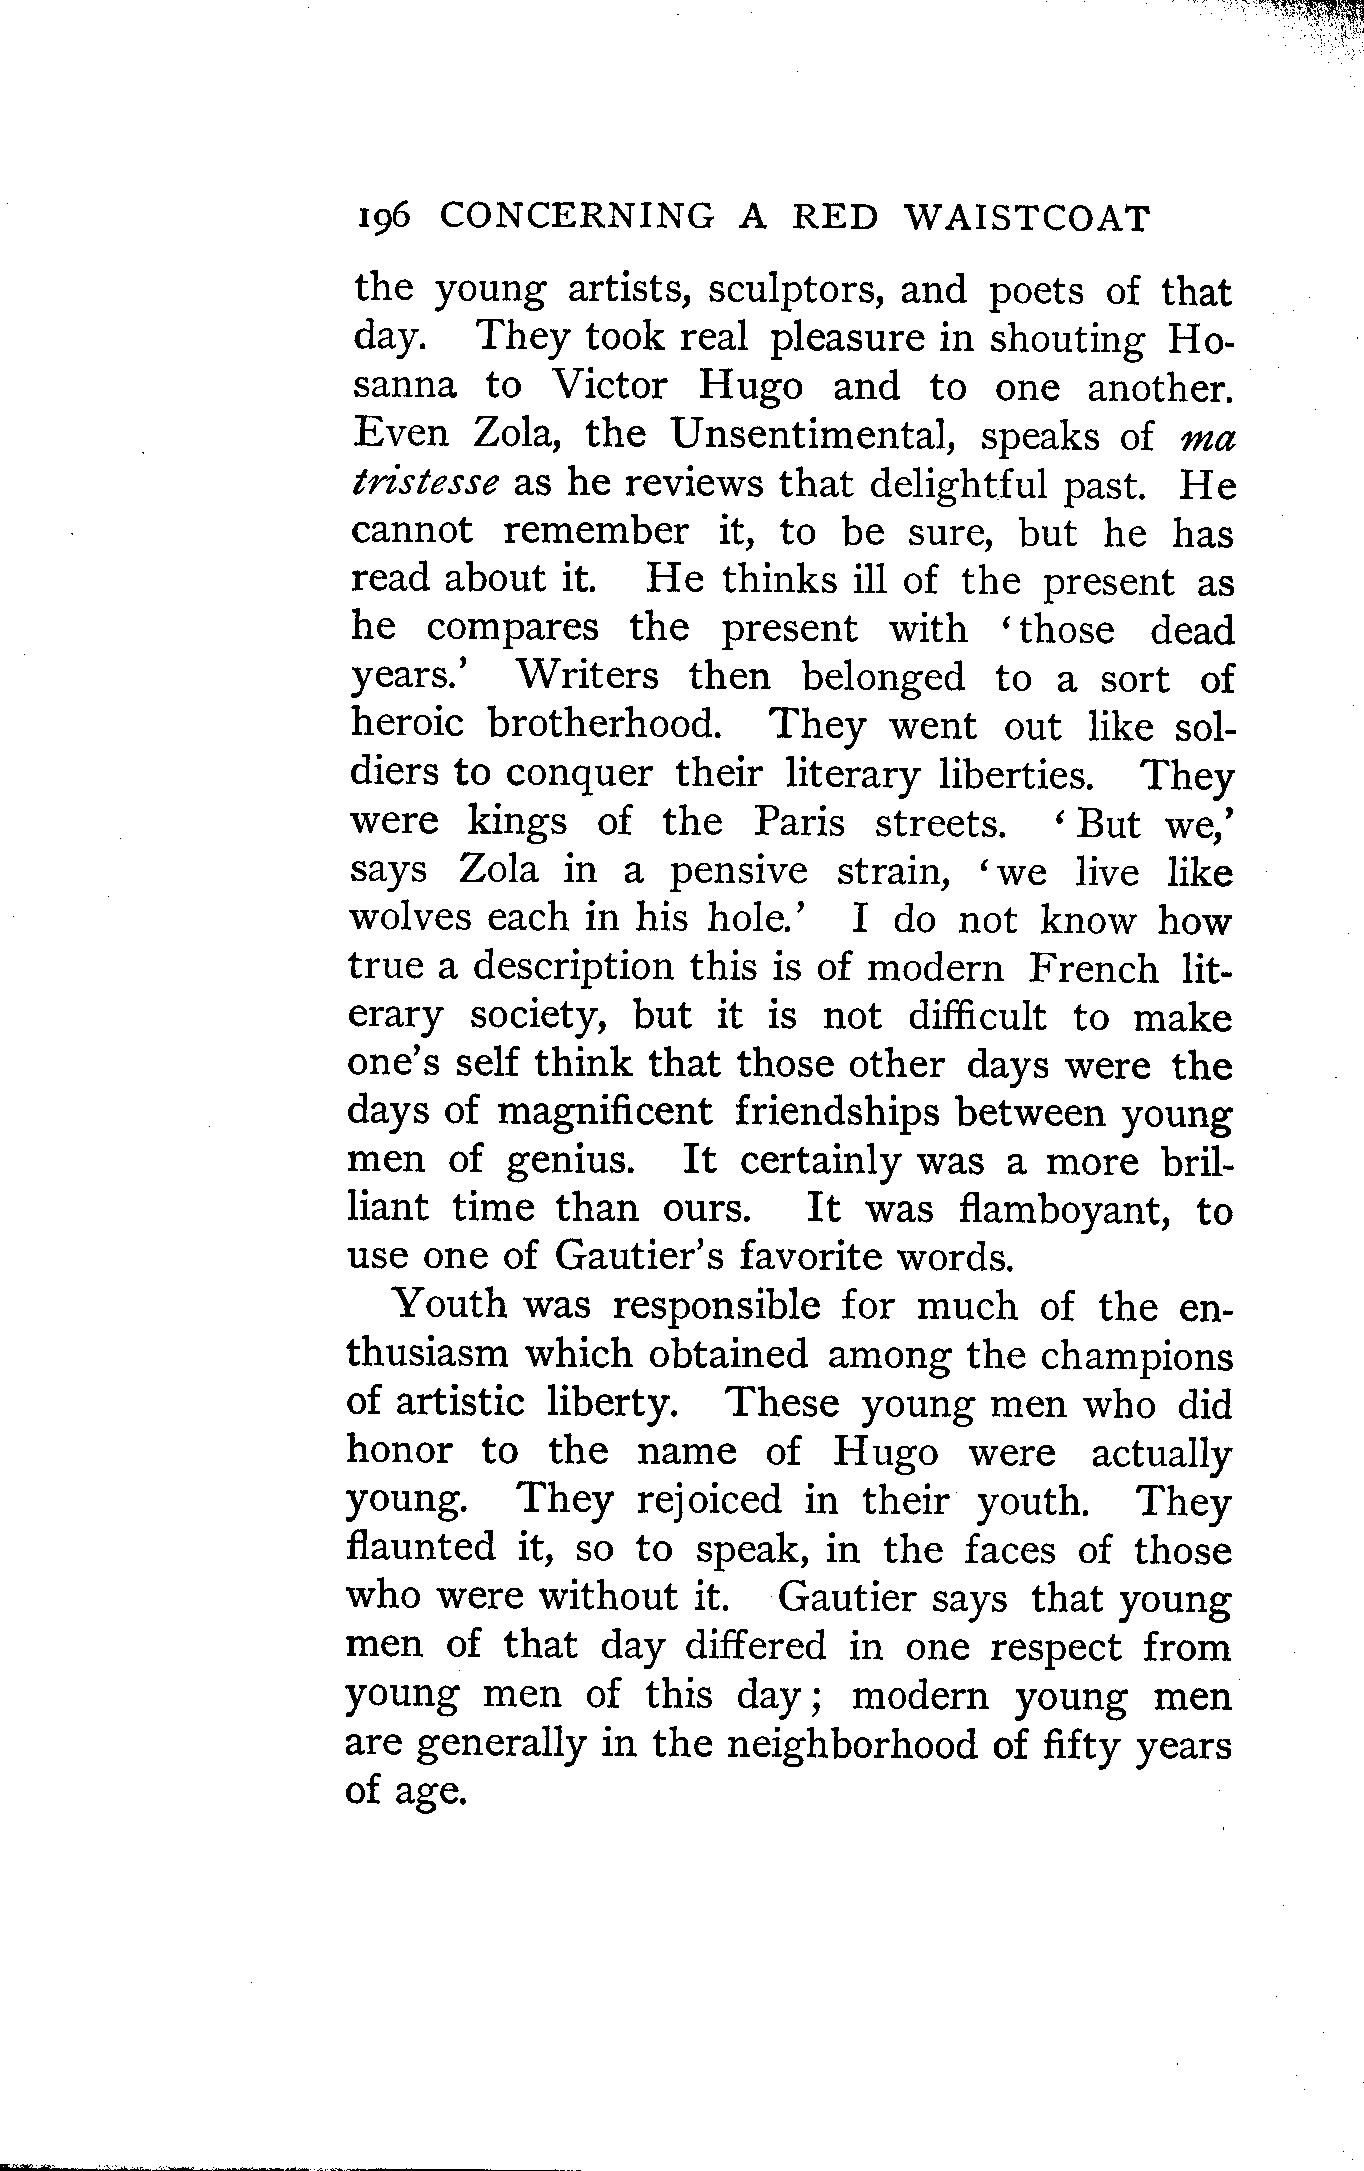 196 CONCERNING A RED WAISTCOAT
the young artists, sculptors, and poets of that
day. They took real pleasure in shouting Ho-
sanna to Victor Hugo and to one another.
Even Zola, the Unsentimental, speaks of ma
tristesse as he reviews that delightful past. He
cannot remember it, to be sure, but he has
read about it. He thinks ill of the present as
he compares the present with ‘those dead
years.’ Writers then belonged to a sort of
heroic brotherhood. They went out like sol-
diers to conquer their literary liberties. They
were kings of the Paris streets. ‘But we,’
says Zola in a pensive strain, ‘we live like
wolves each in his hole.’ I do not know how
true a description this is of modern French lit-
erary society, but it is not difficult to make
one’s self think that those other days were the
days of magnificent friendships between young
men of genius. It certainly was a more bril-
liant time than ours. It was flamboyant, to
use one of Gautier’s favorite words.
Youth was responsible for much of the en-
thusiasm which obtained among the champions
of artistic liberty. These young men who did
honor to the name of Hugo were actually
young. They rejoiced in their youth. They
flaunted it, so to speak, in the faces of those
who were without it. Gautier says that young
men of that day differed in one respect from
young men of this day; modern young men
are generally in the neighborhood of fifty years
of age.